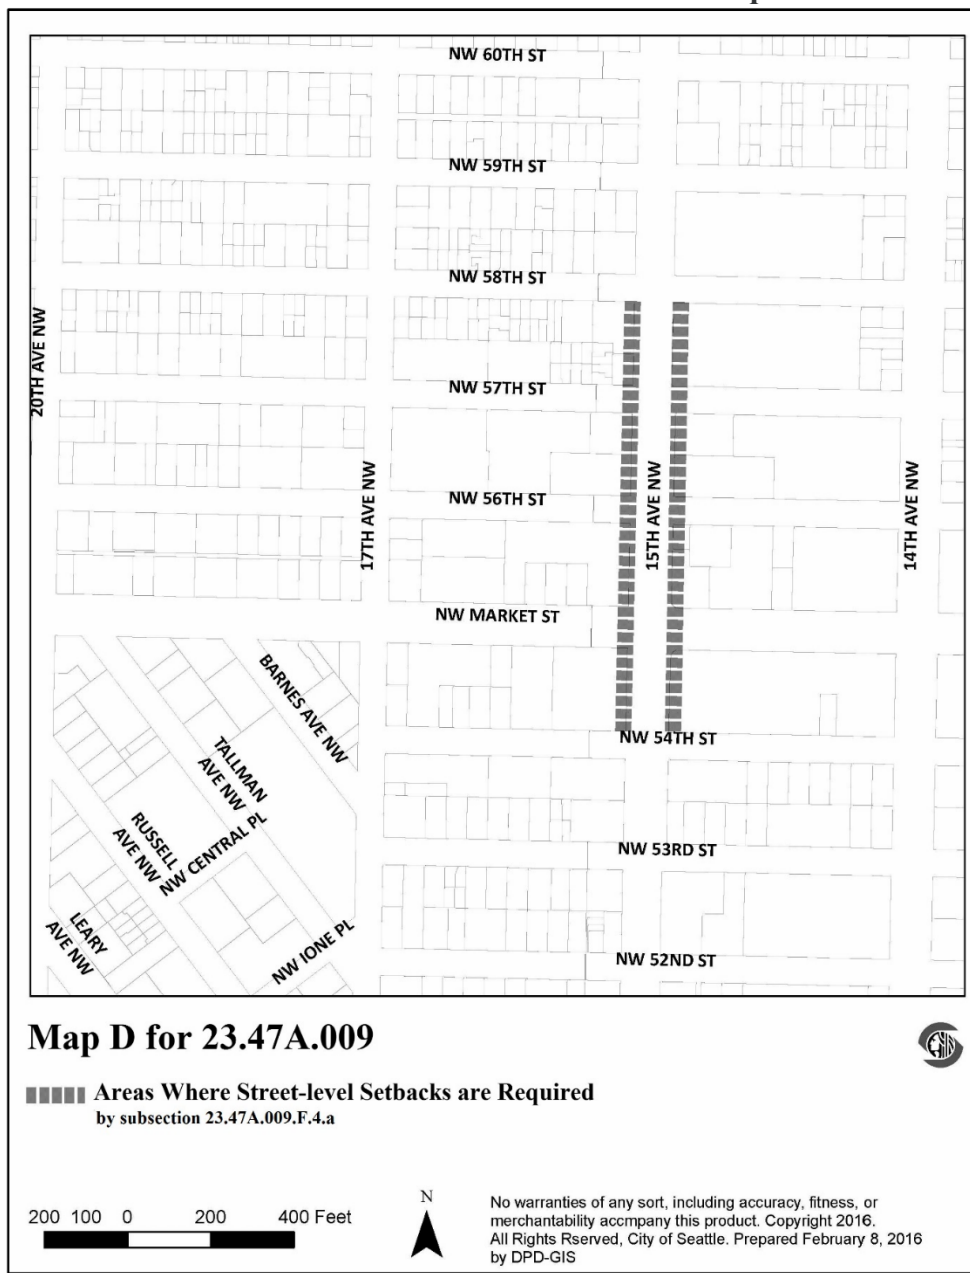 NW 60TH ST
NW 59TH ST
NW 58TH ST
20TH AVE NW
NW 57TH ST
17TH AVE NW
NW 56TH ST
15TH AVE NW
14TH AVE NW
NW MARKET ST
BARNES AVE NW
TALLMAN
AVE NW
NW 54TH ST
RUSSELL
AVE NW
NW CENTRAL PL
NW 53RD ST
LEARY
AVE NW
NW IONE PL
NW 52ND ST
Map D for 23.47A.009
Areas Where Street-level Setbacks are Required
by subsection 23.47A.009.F.4.a
200 100 0 200 400 Feet
N
No warranties of any sort, including accuracy, fitness, or
merchantability accmpany this product. Copyright 2016.
All Rights Rserved, City of Seattle. Prepared February 8, 2016
by DPD-GIS